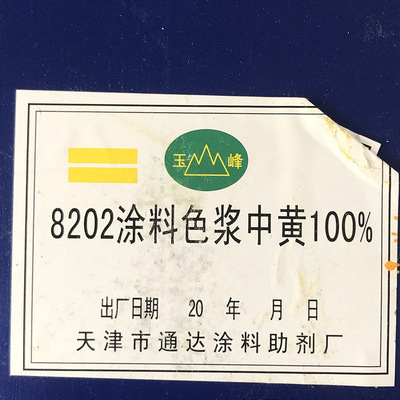 玉峰
8202涂料色浆中黄100%
出厂日期 20 年 月 日
天津市通达涂料助剂厂